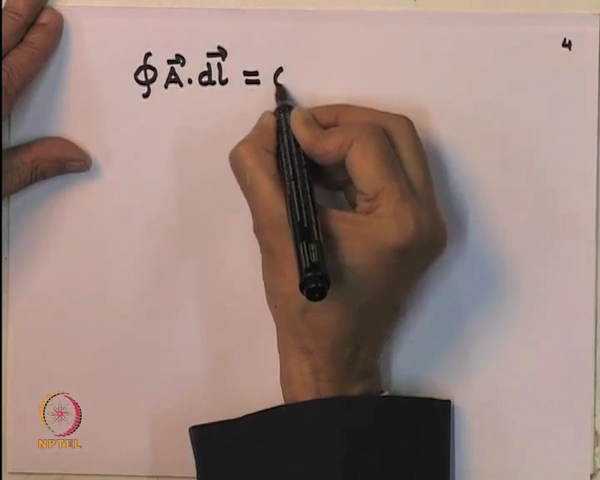 4
∮ A⃗ . dl⃗ =
NPTEL